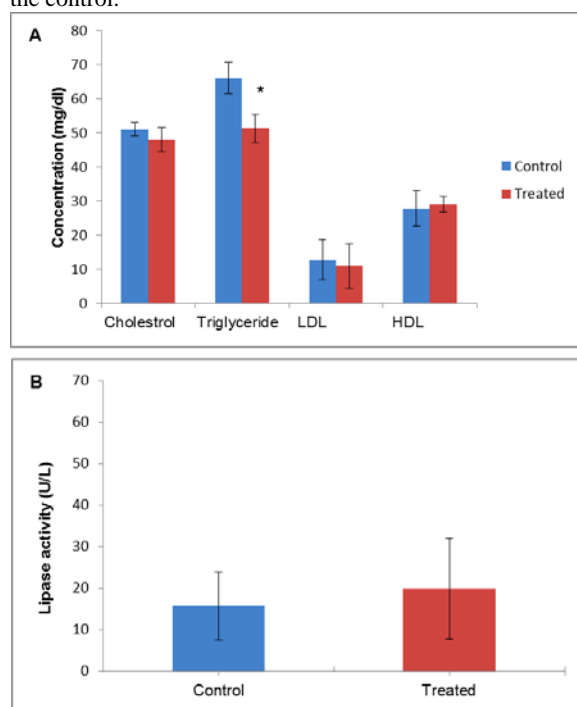 the control.
A
Concentration (mg/dl)
80
70
60
50
40
30
20
10
0
*
Control
Treated
Cholestrol Triglyceride LDL HDL
B
Lipase activity (U/L)
70
60
50
40
30
20
10
0
Control Treated